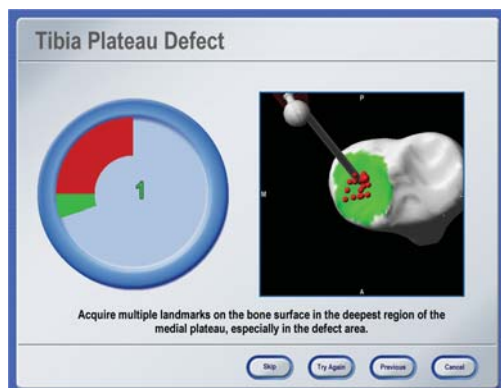 Tibia Plateau Defect
1
P
M
A
Acquire multiple landmarks on the bone surface in the deepest region of the
medial plateau, especially in the defect area.
Skip
Try Again
Previous
Cancel